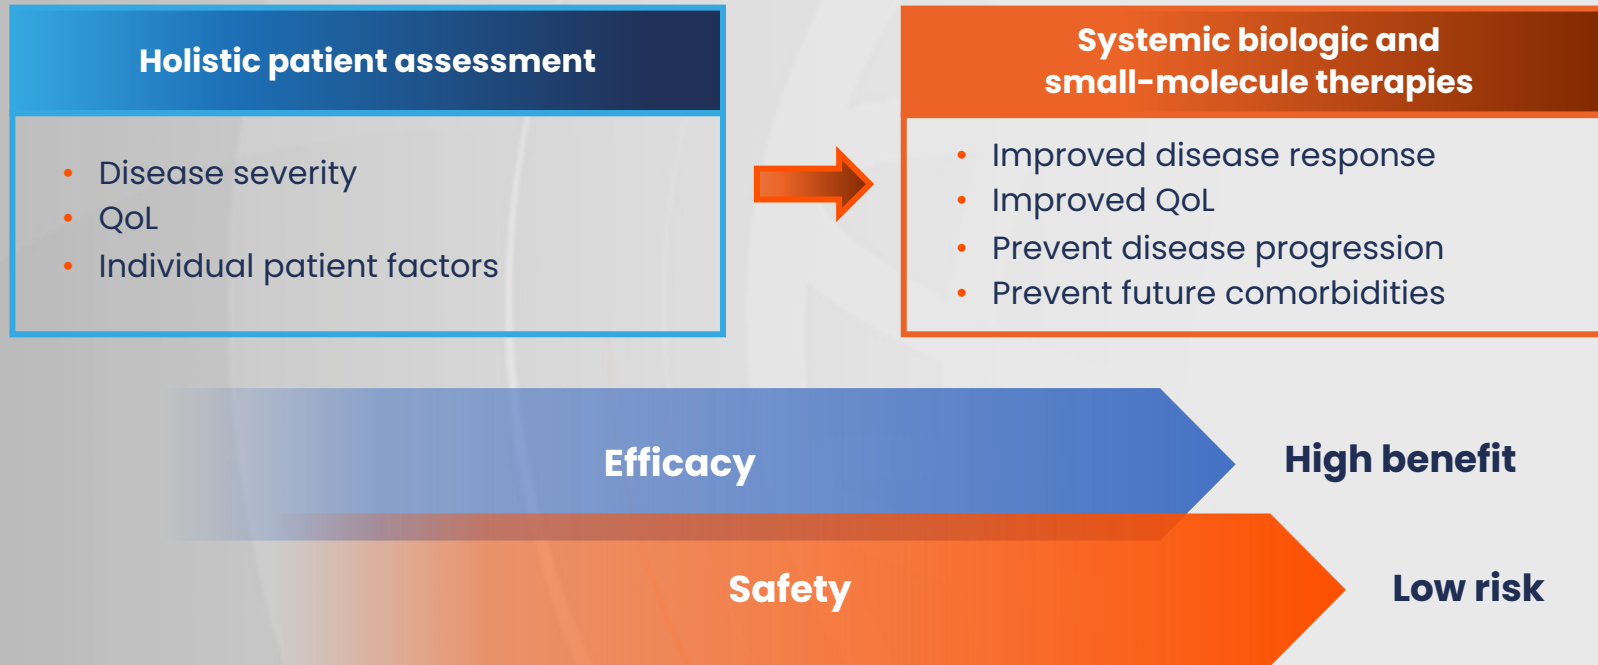 Holistic patient assessment
• Disease severity
• QoL
• Individual patient factors
Systemic biologic and
small-molecule therapies
• Improved disease response
• Improved QoL
• Prevent disease progression
• Prevent future comorbidities
Efficacy
High benefit
Safety
Low risk